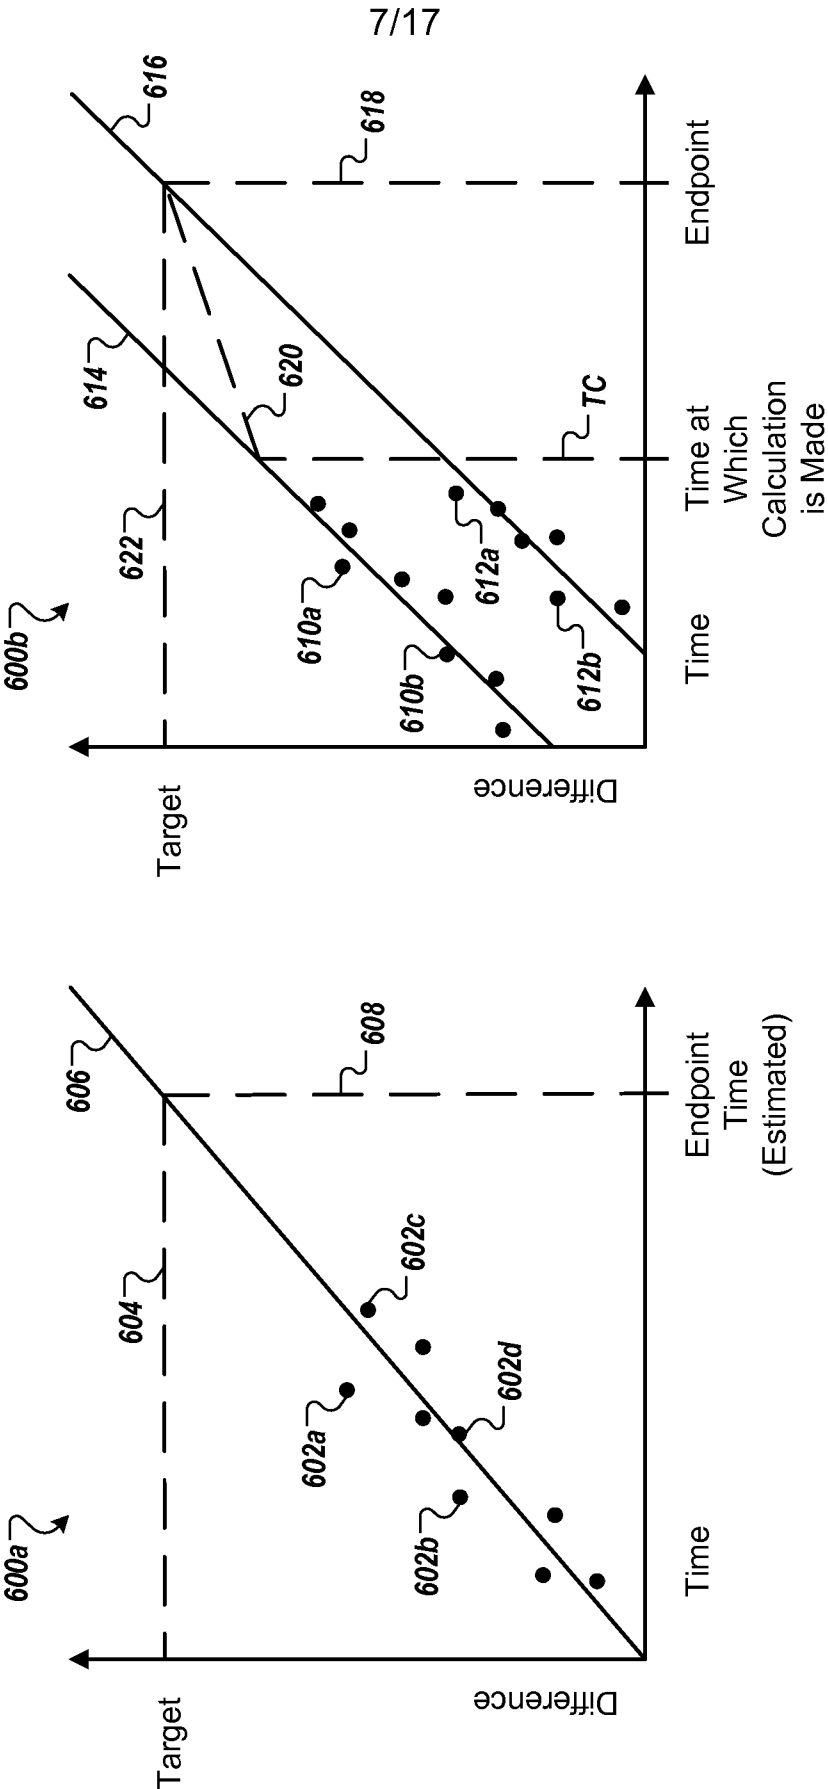 7/17
600a
Target
604
606
608
602a
602b
602c
602d
Difference
Time
Endpoint
Time
(Estimated)
600b
Target
622
614
616
618
620
TC
610a
610b
612a
612b
Difference
Time
Time at
Which
Calculation
is Made
Endpoint